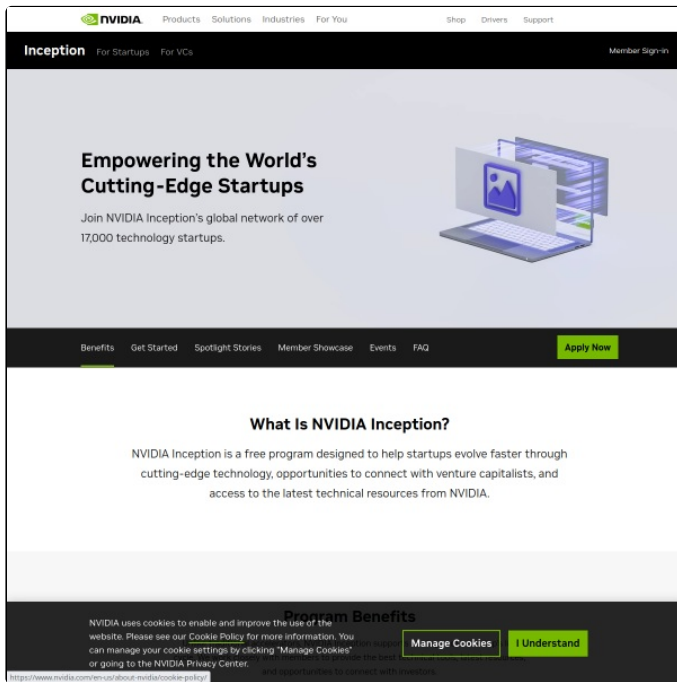 NVIDIA. Products Solutions Industries For You Shop Drivers Support
Inception For Startups For VCs Member Sign-in
Empowering the World's
Cutting-Edge Startups
Join NVIDIA Inception's global network of over
17,000 technology startups.
Benefits Get Started Spotlight Stories Member Showcase Events FAQ Apply Now
What Is NVIDIA Inception?
NVIDIA Inception is a free program designed to help startups evolve faster through
cutting-edge technology, opportunities to connect with venture capitalists, and
access to the latest technical resources from NVIDIA.
Program Benefits
NVIDIA uses cookies to enable and improve the use of the
website. Please see our Cookie Policy for more information. You
can manage your cookie settings by clicking "Manage Cookies",
or going to the NVIDIA Privacy Center.
Manage Cookies I Understand
and opportunities to connect with investors.
https://www.nvidia.com/en-us/about-nvidia/cookie-policy/